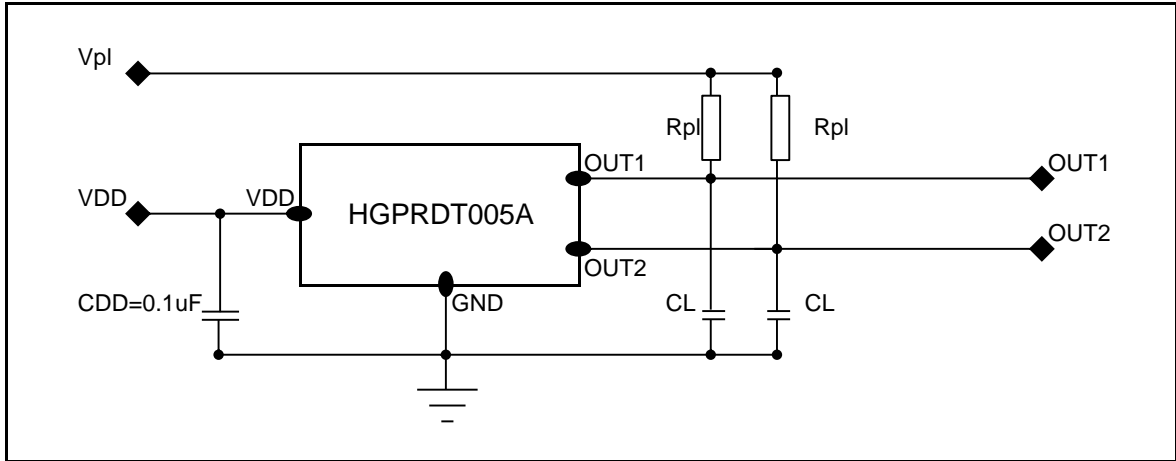 Vpl
Rpl
Rpl
OUT1
OUT1
VDD
VDD
HGPRDT005A
OUT2
OUT2
CDD=0.1uF
GND
CL
CL